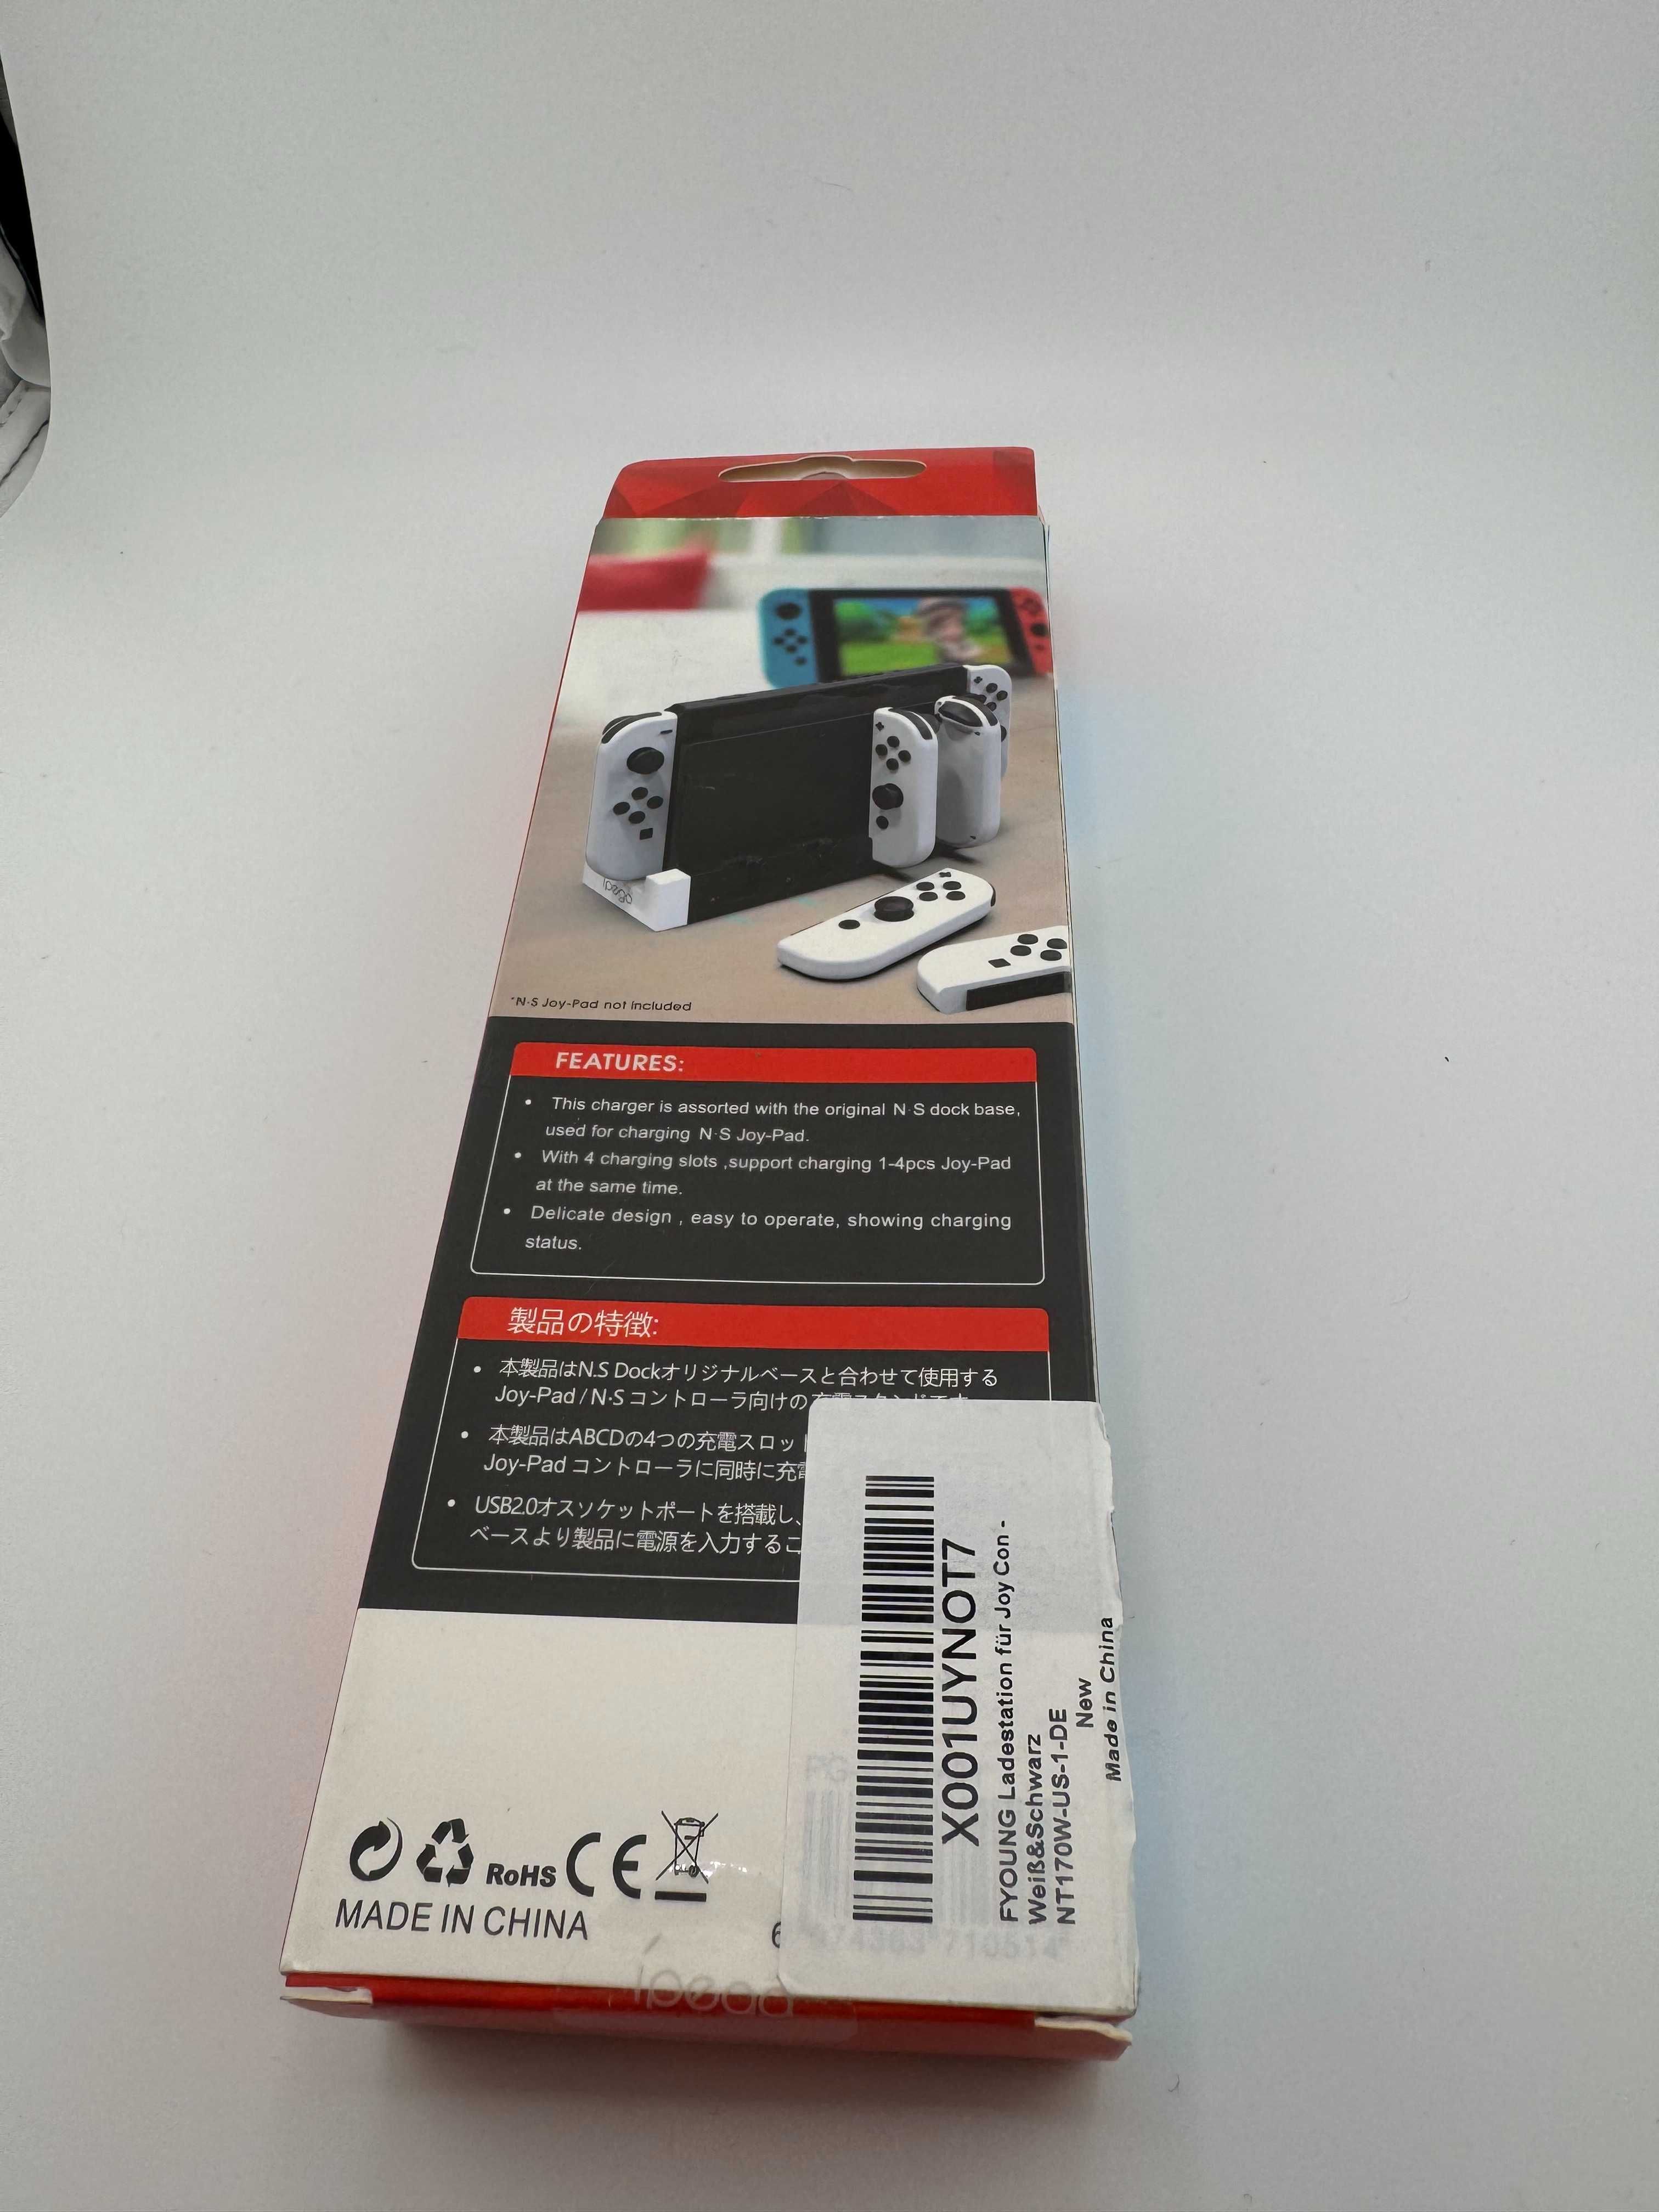 ipega
*N·S Joy-Pad not included
FEATURES:
• This charger is assorted with the original N·S dock base,
used for charging N·S Joy-Pad.
• With 4 charging slots ,support charging 1-4pcs Joy-Pad
at the same time.
• Delicate design , easy to operate, showing charging
status.
製品の特徴:
• 本製品はN.S Dockオリジナルベースと合わせて使用する
Joy-Pad / N·S コントローラ向けの
• 本製品はABCDの4つの充電スロッ
Joy-Pad コントローラに同時に充
• USB2.0オスソケットポートを搭載し、
ベースより製品に電源を入力するこ
X001UYNOT7
FYOUNG Ladestation für Joy Con -
Weiß&Schwarz
NT170W-US-1-DE
New
Made in China
RoHS CE
MADE IN CHINA
6
ipega